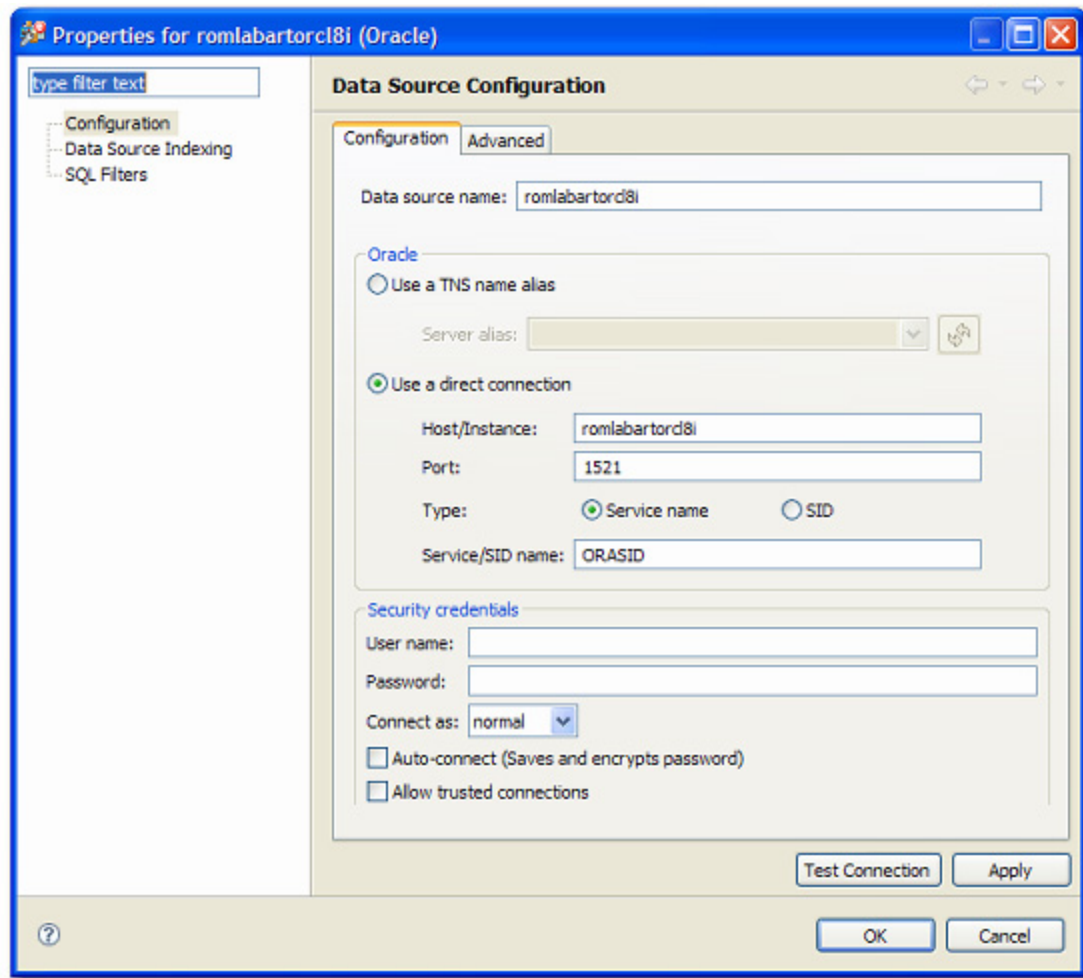 Properties for romlabartorcl8i (Oracle)
type filter text
Configuration
Data Source Indexing
SQL Filters
Data Source Configuration
Configuration
Advanced
Data source name: romlabartorcl8i
Oracle
Use a TNS name alias
Server alias:
Use a direct connection
Host/Instance: romlabartorcl8i
Port: 1521
Type: Service name SID
Service/SID name: ORASID
Security credentials
User name:
Password:
Connect as: normal
Auto-connect (Saves and encrypts password)
Allow trusted connections
Test Connection Apply
? OK Cancel